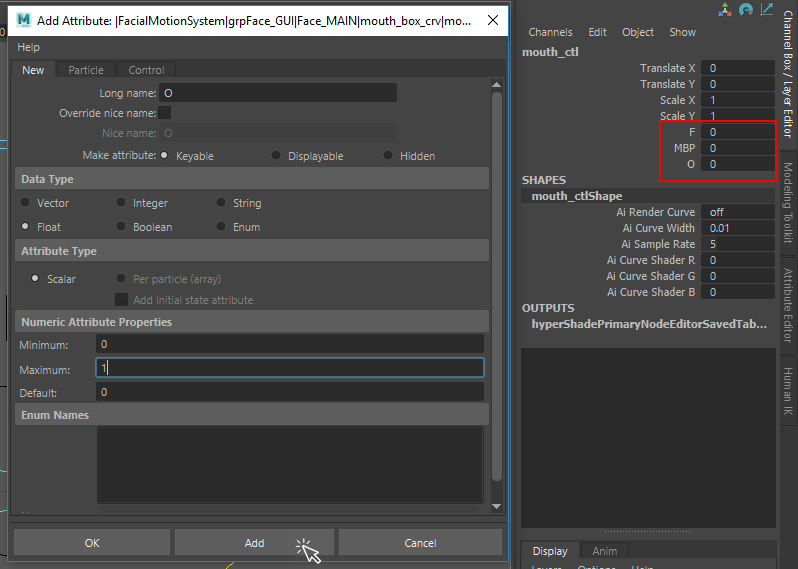 Add Attribute: |FacialMotionSystem|grpFace_GUI|Face_MAIN|mouth_box_crv|mo...
Help
New Particle Control
Long name: O
Override nice name:
Nice name: O
Make attribute: Keyable Displayable Hidden
Data Type
Vector Integer String
Float Boolean Enum
Attribute Type
Scalar Per particle (array)
Add initial state attribute
Numeric Attribute Properties
Minimum: 0
Maximum: 1
Default: 0
Enum Names
OK Add Cancel
Channels Edit Object Show
mouth_ctl
Translate X 0
Translate Y 0
Scale X 1
Scale Y 1
F 0
MBP 0
O 0
SHAPES
mouth_ctlShape
Ai Render Curve off
Ai Curve Width 0.01
Ai Sample Rate 5
Ai Curve Shader R 0
Ai Curve Shader G 0
Ai Curve Shader B 0
OUTPUTS
hyperShadePrimaryNodeEditorSavedTab...
Display Anim
Layers Options Help
Channel Box / Layer Editor
Modeling Toolkit
Attribute Editor
Human IK